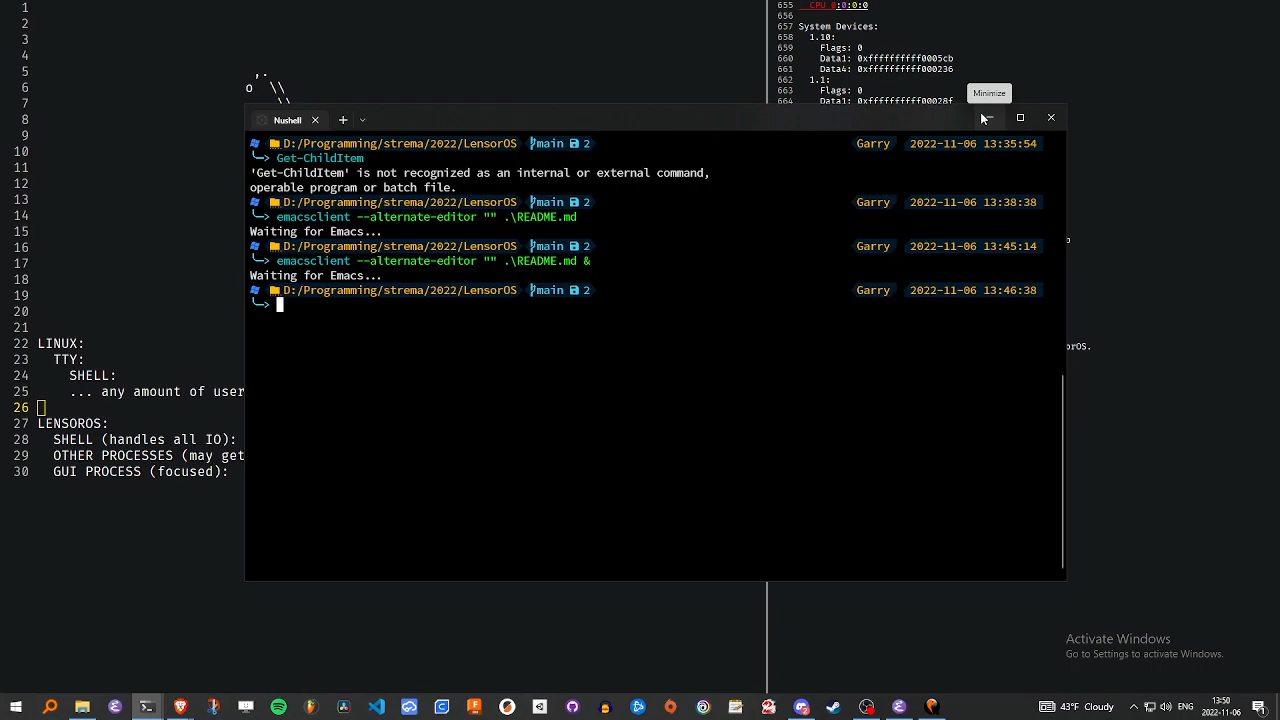 1
2
3
4
5
6
7
8
9
10
11
12
13
14
15
16
17
18
19
20
21
22 LINUX:
23 TTY:
24 SHELL:
25 ... any amount of user
26
27 LENSOROS:
28 SHELL (handles all IO):
29 OTHER PROCESSES (may get
30 GUI PROCESS (focused):
,.
o \\
\\
655 CPU 0:0:0:0
656
657 System Devices:
658 1.10:
659 Flags: 0
660 Data1: 0xffffffffff0005cb
661 Data4: 0xffffffffff000236
662 1.1:
663 Flags: 0
664 Data1: 0xffffffffff00028f
Minimize
Nushell
D:/Programming/strema/2022/LensorOS main 2 Garry 2022-11-06 13:35:54
Get-ChildItem
'Get-ChildItem' is not recognized as an internal or external command,
operable program or batch file.
D:/Programming/strema/2022/LensorOS main 2 Garry 2022-11-06 13:38:38
emacsclient --alternate-editor "" .\README.md
Waiting for Emacs...
D:/Programming/strema/2022/LensorOS main 2 Garry 2022-11-06 13:45:14
emacsclient --alternate-editor "" .\README.md &
Waiting for Emacs...
D:/Programming/strema/2022/LensorOS main 2 Garry 2022-11-06 13:46:38
orOS.
Activate Windows
Go to Settings to activate Windows.
43°F Cloudy
ENG
13:50
2022-11-06